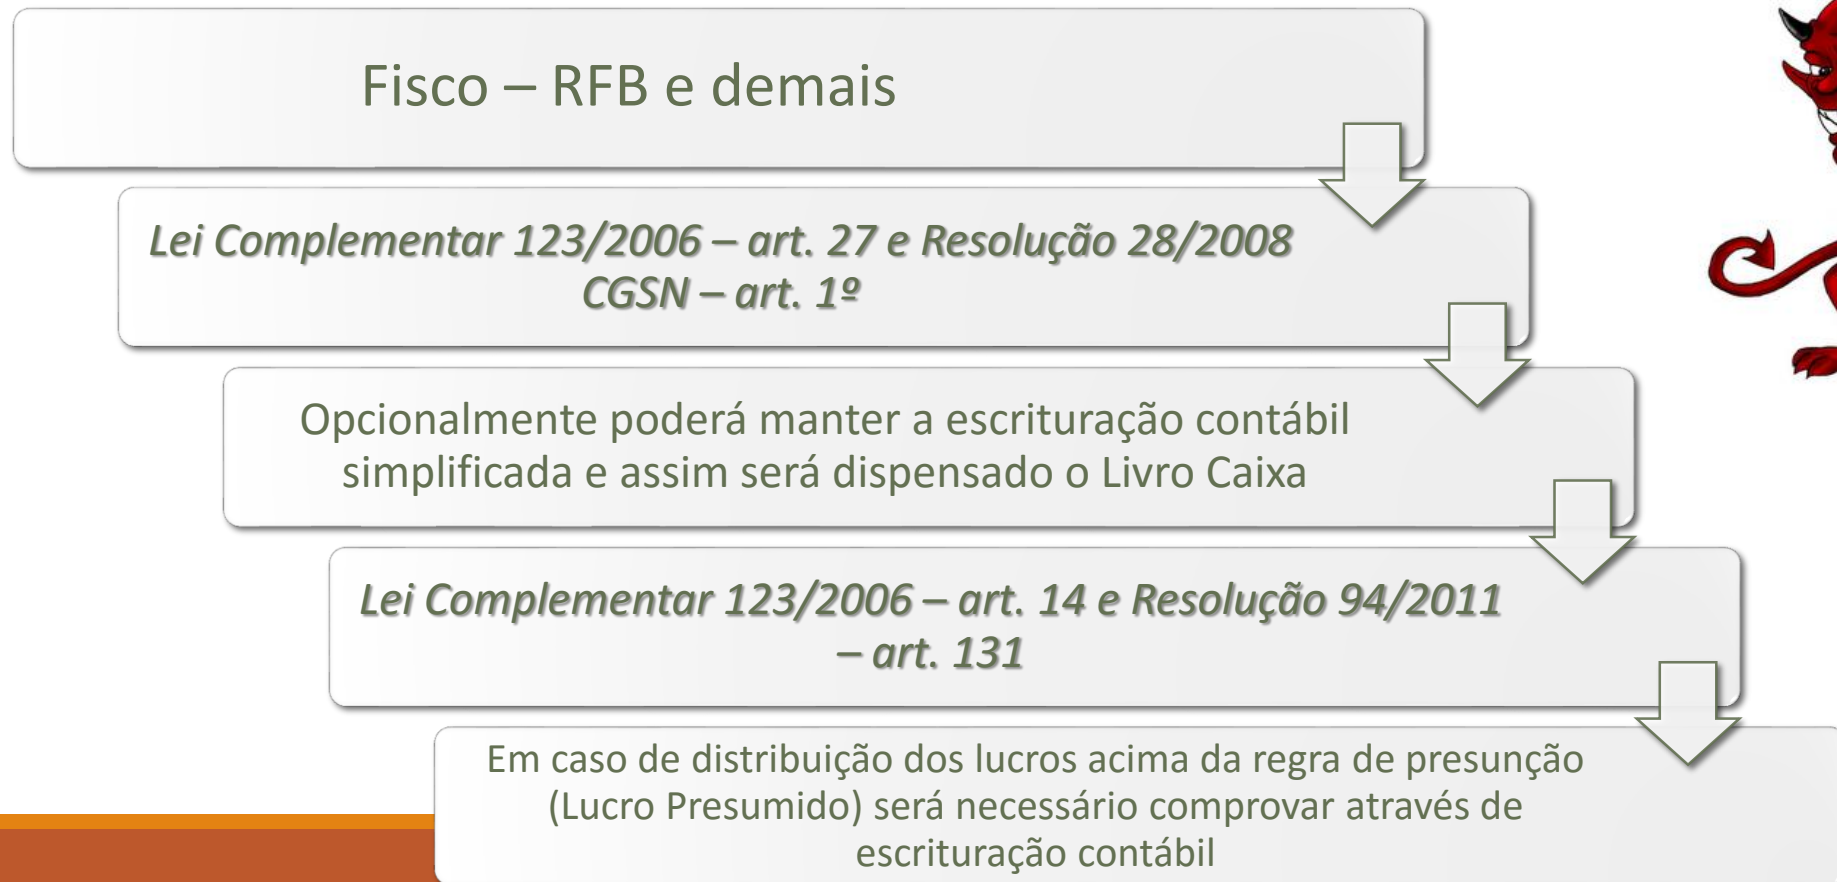 Fisco – RFB e demais
Lei Complementar 123/2006 – art. 27 e Resolução 28/2008
CGSN – art. 1º
Opcionalmente poderá manter a escrituração contábil
simplificada e assim será dispensado o Livro Caixa
Lei Complementar 123/2006 – art. 14 e Resolução 94/2011
– art. 131
Em caso de distribuição dos lucros acima da regra de presunção
(Lucro Presumido) será necessário comprovar através de
escrituração contábil